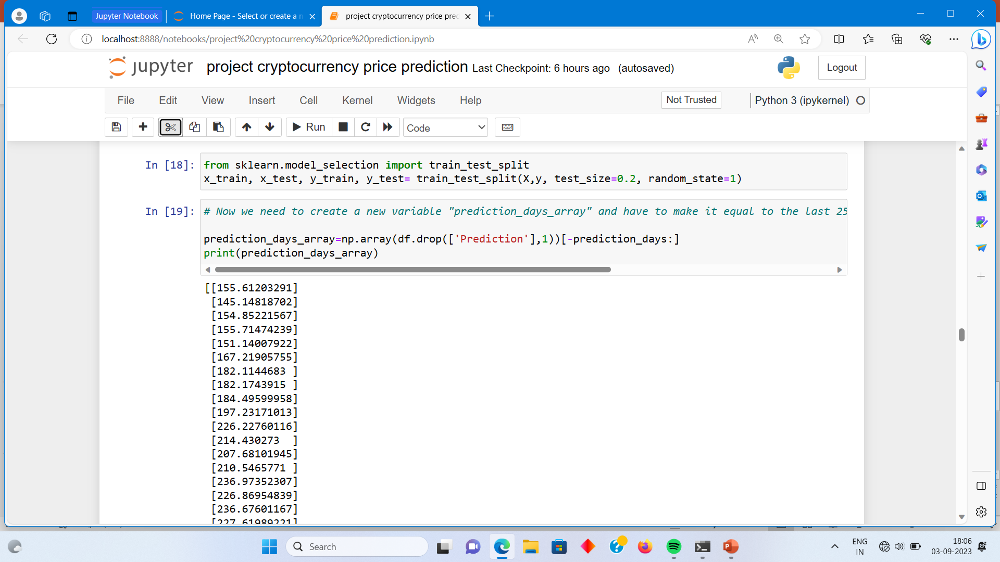 Jupyter Notebook
Home Page - Select or create a n
project cryptocurrency price pred
localhost:8888/notebooks/project%20cryptocurrency%20price%20prediction.ipynb
jupyter project cryptocurrency price prediction Last Checkpoint: 6 hours ago (autosaved)
Logout
File Edit View Insert Cell Kernel Widgets Help
Not Trusted
Python 3 (ipykernel)
Run
Code
In [18]: from sklearn.model_selection import train_test_split
x_train, x_test, y_train, y_test= train_test_split(X,y, test_size=0.2, random_state=1)
In [19]: # Now we need to create a new variable "prediction_days_array" and have to make it equal to the last 25
prediction_days_array=np.array(df.drop(['Prediction'],1))[-prediction_days:]
print(prediction_days_array)
[[155.61203291]
[145.14818702]
[154.85221567]
[155.71474239]
[151.14007922]
[167.21905755]
[182.1144683 ]
[182.1743915 ]
[184.49599958]
[197.23171013]
[226.22760116]
[214.430273  ]
[207.68101945]
[210.5465771 ]
[236.97352307]
[226.86954839]
[236.67601167]
[227.61989221]
Search
ENG
IN
18:06
03-09-2023